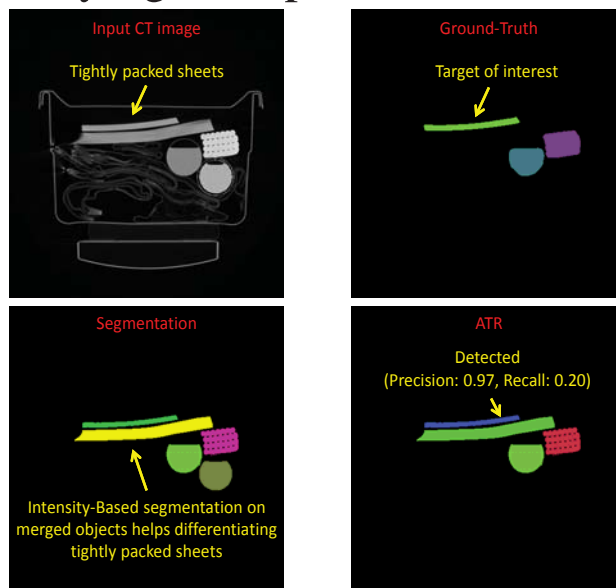 Input CT image
Tightly packed sheets
Ground-Truth
Target of interest
Segmentation
Intensity-Based segmentation on
merged objects helps differentiating
tightly packed sheets
ATR
Detected
(Precision: 0.97, Recall: 0.20)